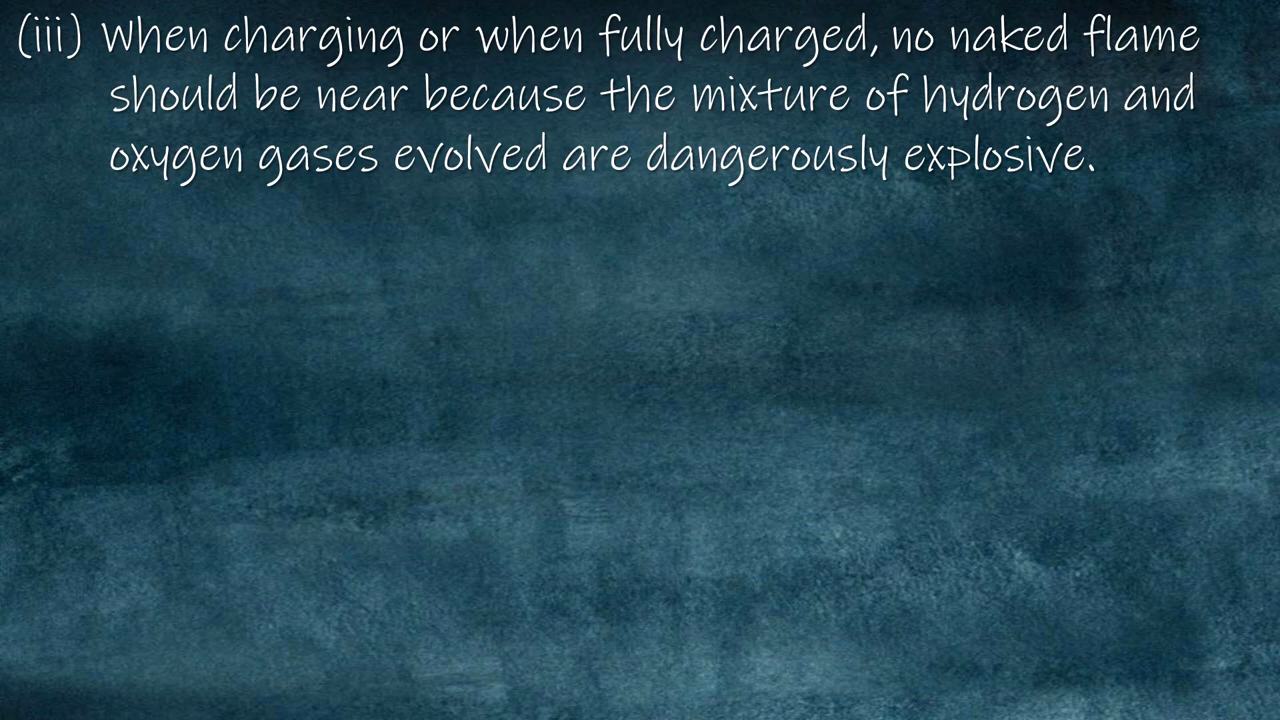 (iii) When charging or when fully charged, no naked flame
should be near because the mixture of hydrogen and
oxygen gases evolved are dangerously explosive.